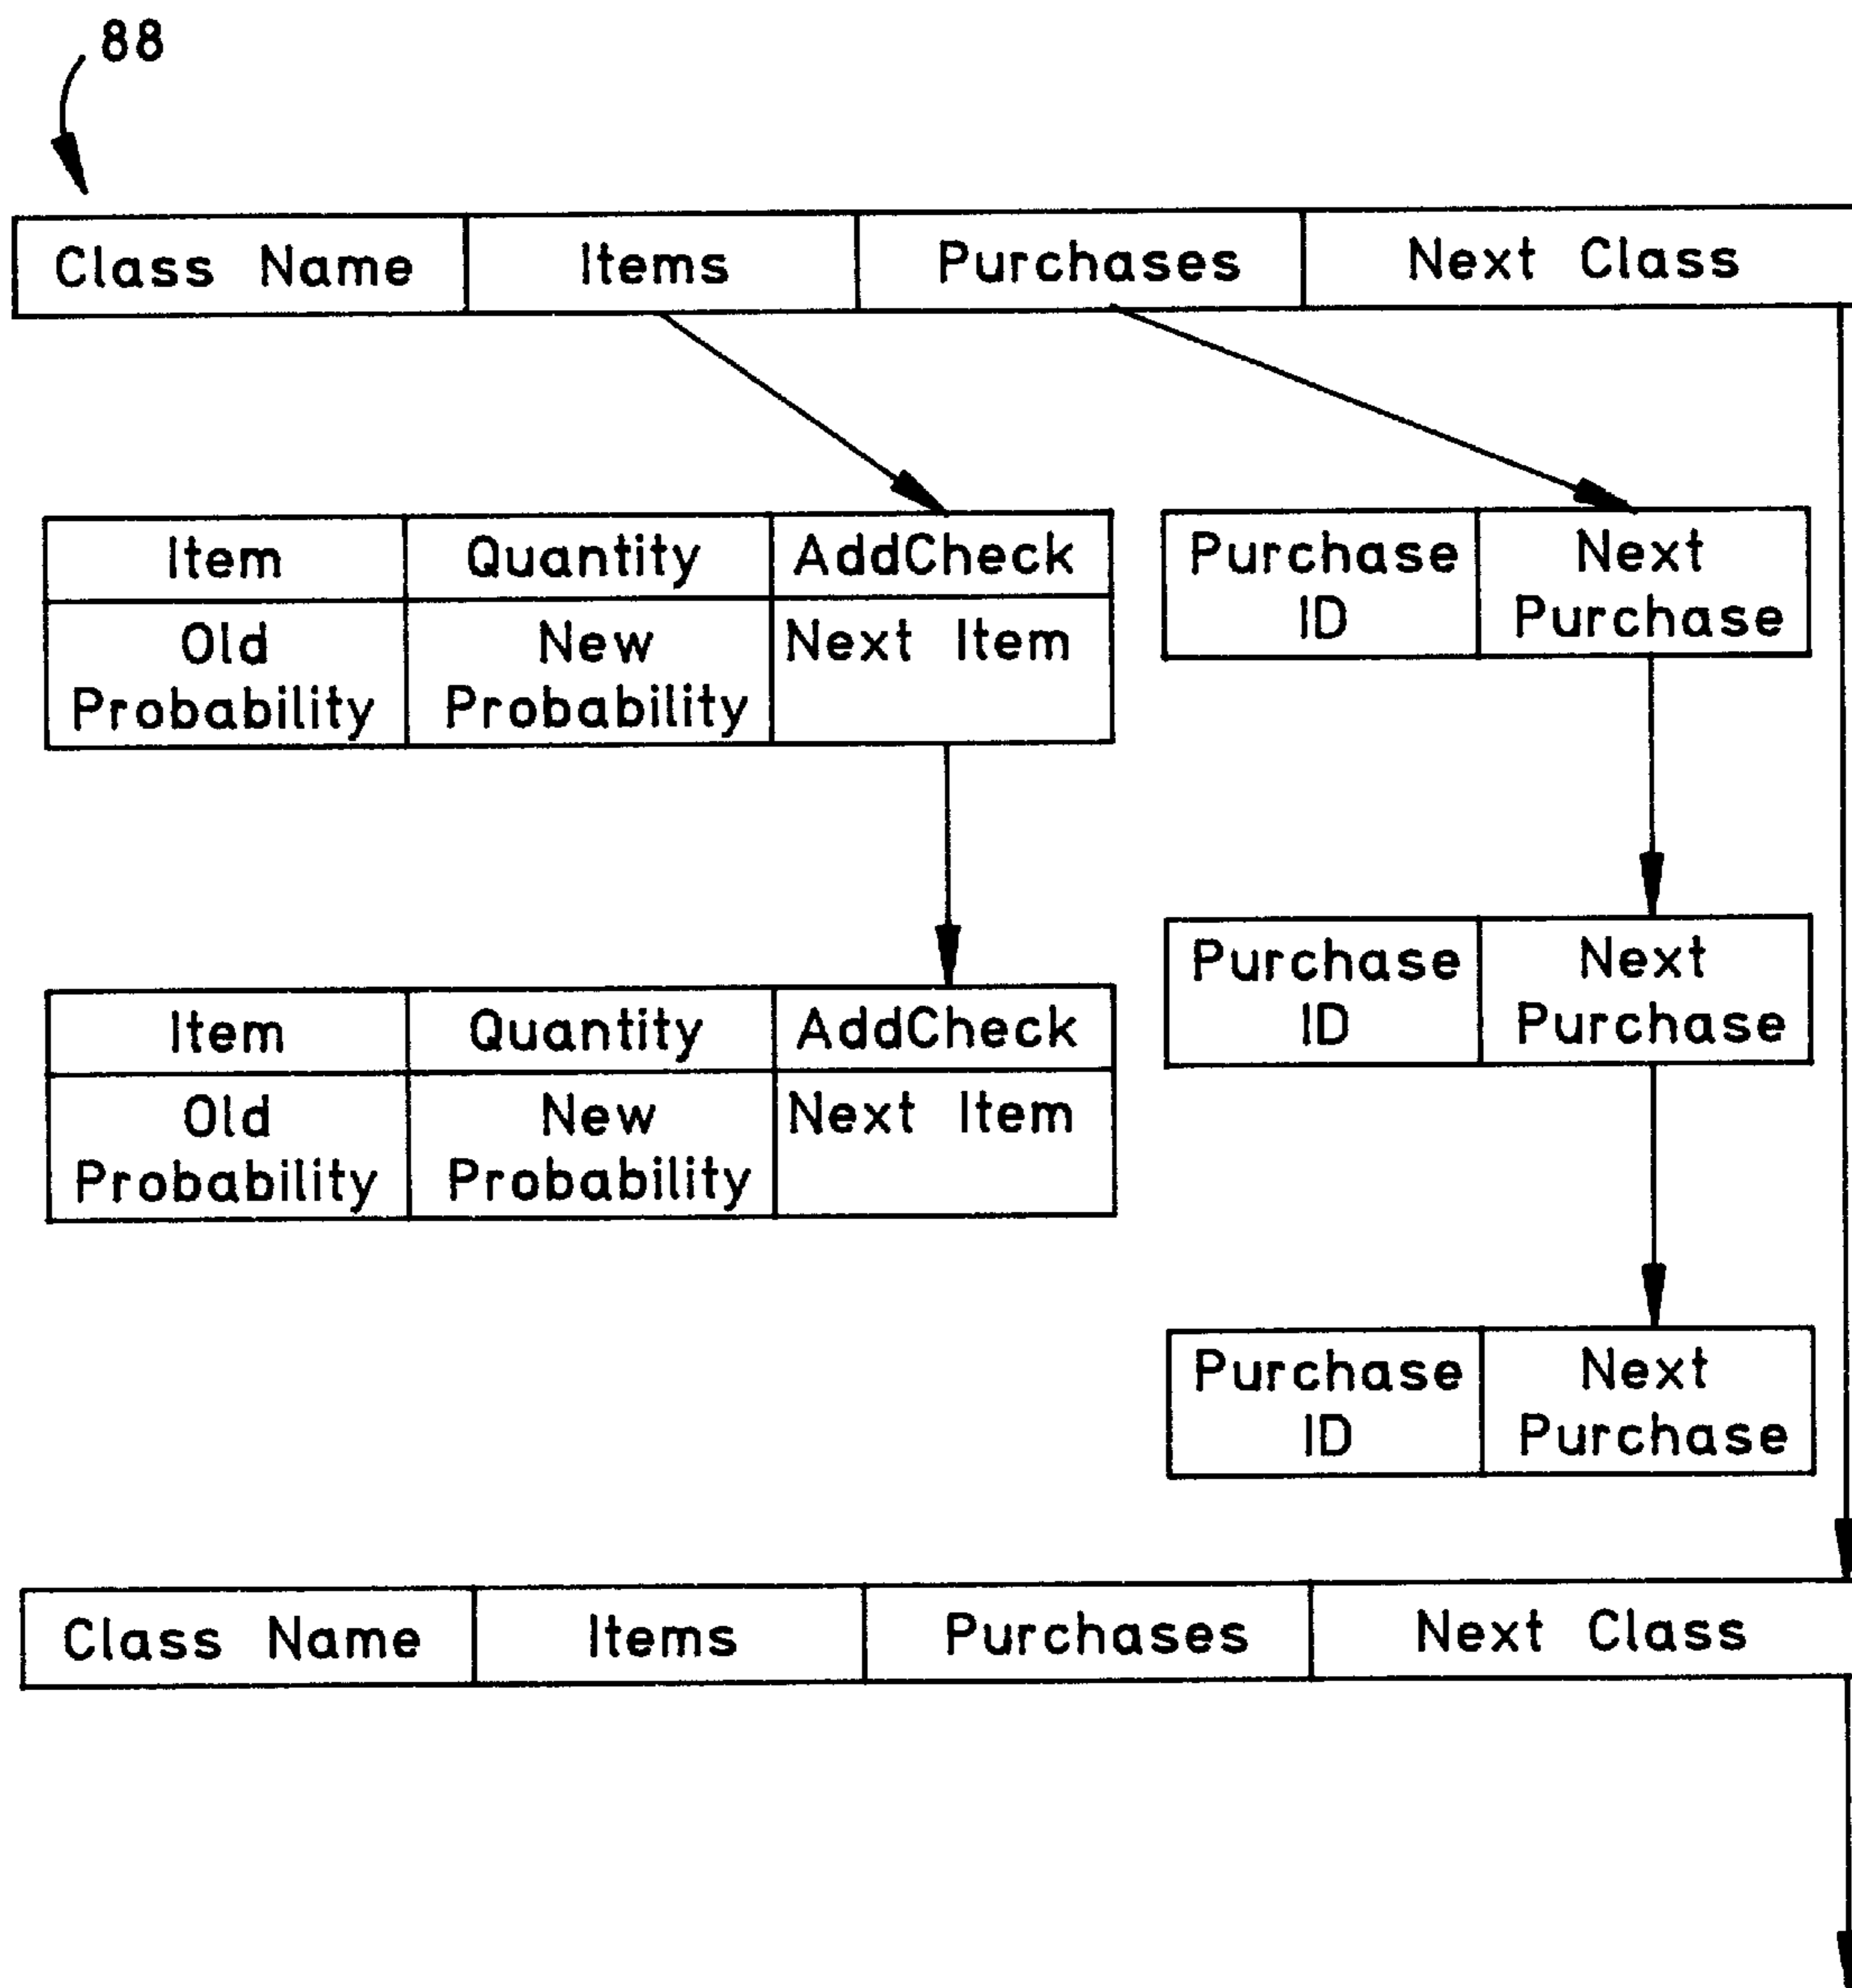 88
Class Name Items Purchases Next Class
Item Quantity AddCheck
Old Probability New Probability Next Item
Purchase ID Next Purchase
Item Quantity AddCheck
Old Probability New Probability Next Item
Purchase ID Next Purchase
Purchase ID Next Purchase
Class Name Items Purchases Next Class